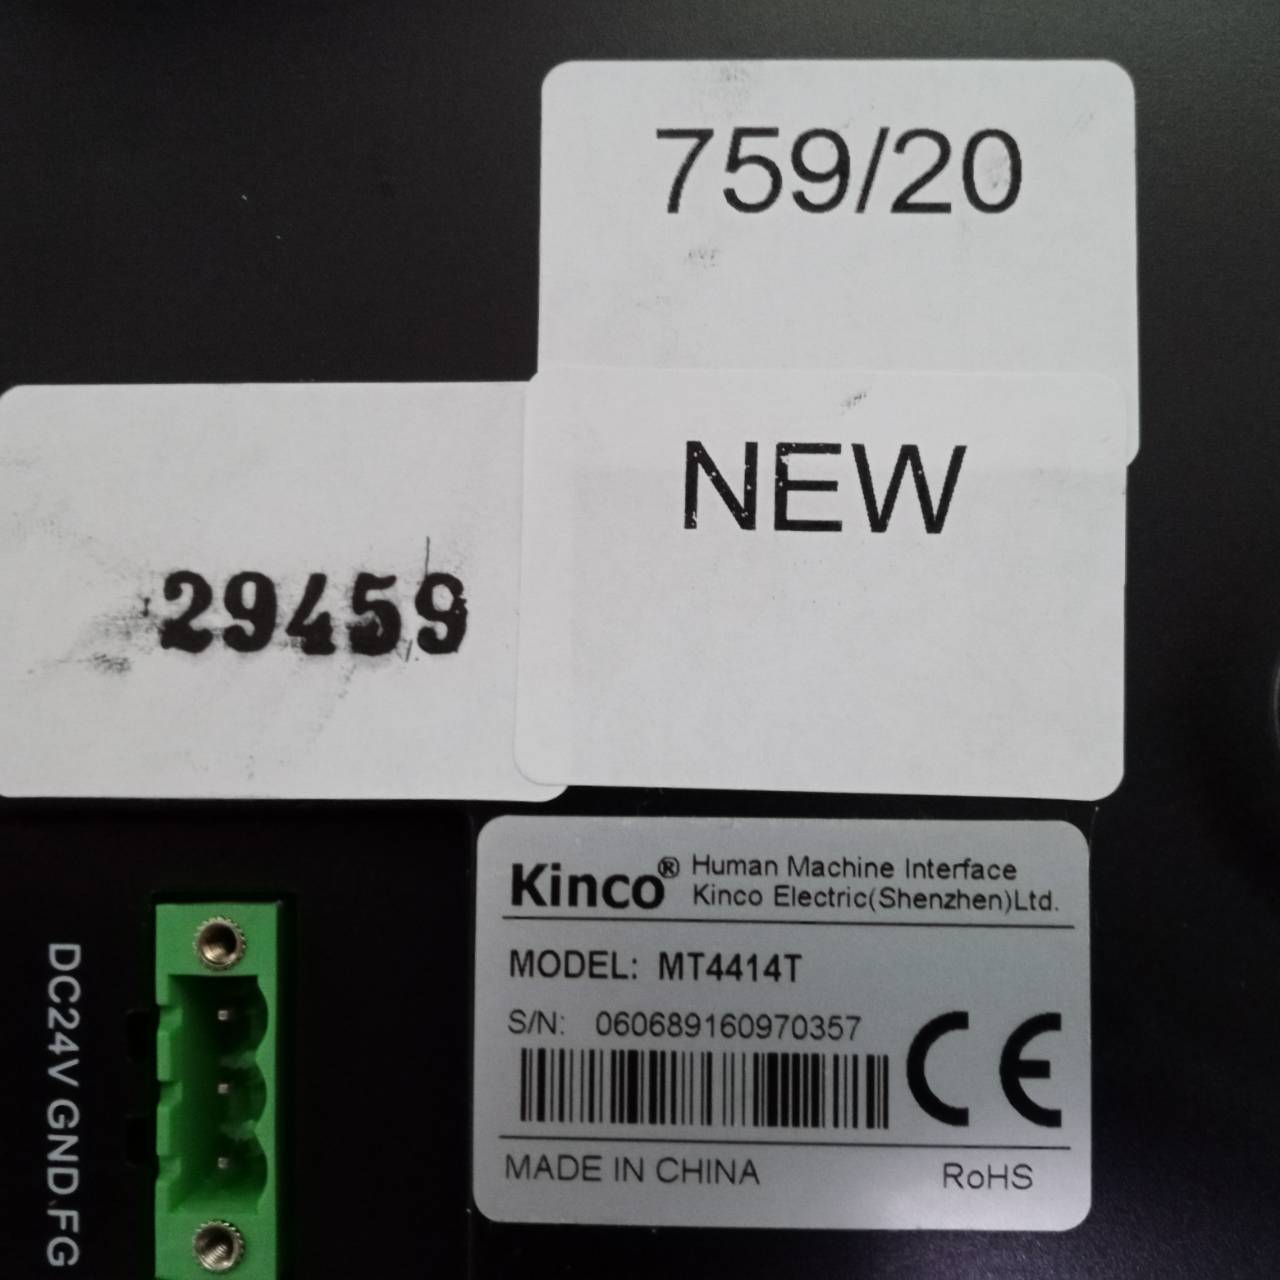 759/20
NEW
29459
Kinco® Human Machine Interface
Kinco Electric(Shenzhen)Ltd.
MODEL: MT4414T
S/N: 060689160970357
CE
MADE IN CHINA RoHS
DC24V GND FG